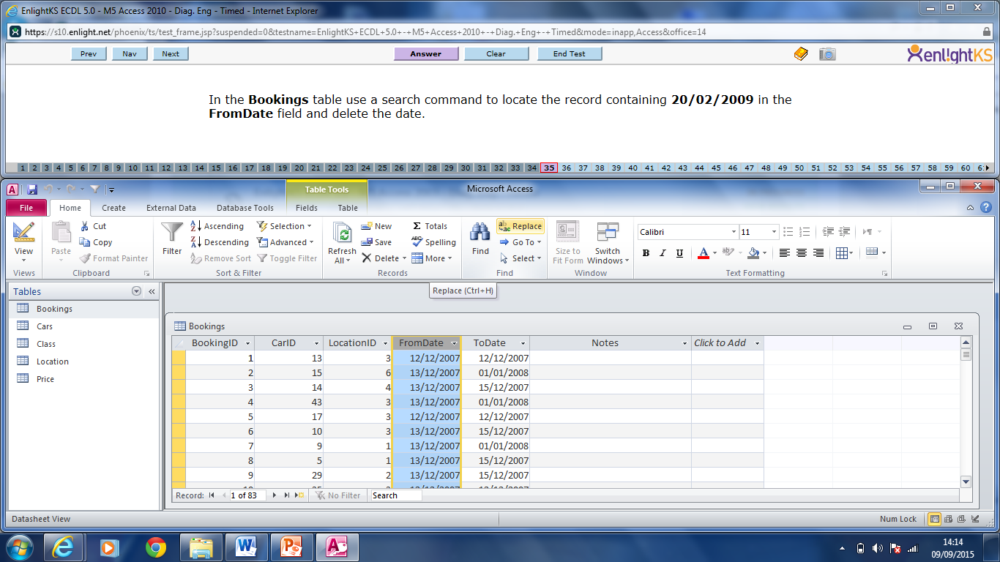 EnlightKS ECDL 5.0 - M5 Access 2010 - Diag. Eng - Timed - Internet Explorer
https://s10.enlight.net/phoenix/ts/test_frame.jsp?suspended=0&testname=EnlightKS+ECDL+5.0+-+M5+Access+2010+-+Diag.+Eng+-+Timed&mode=inapp,Access&office=14
Prev Nav Next Answer Clear End Test enlightKS
In the Bookings table use a search command to locate the record containing 20/02/2009 in the
FromDate field and delete the date.
1 2 3 4 5 6 7 8 9 10 11 12 13 14 15 16 17 18 19 20 21 22 23 24 25 26 27 28 29 30 31 32 33 34 35 36 37 38 39 40 41 42 43 44 45 46 47 48 49 50 51 52 53 54 55 56 57 58 59 60
Table Tools Microsoft Access
File Home Create External Data Database Tools Fields Table
Cut Ascending Selection New Totals Replace Calibri 11
View Paste Copy Filter Descending Advanced Refresh All Save Spelling Find Go To Size to Fit Form Switch Windows B I U A
Format Painter Remove Sort Toggle Filter Delete More Select
Views Clipboard Sort & Filter Records Find Window Text Formatting
Tables Replace (Ctrl+H)
Bookings
Cars
Class
Location
Price
Bookings
BookingID CarID LocationID FromDate ToDate Notes Click to Add
1 13 3 12/12/2007 12/12/2007
2 15 6 13/12/2007 01/01/2008
3 14 4 13/12/2007 15/12/2007
4 43 3 13/12/2007 01/01/2008
5 17 3 12/12/2007 12/12/2007
6 10 3 13/12/2007 15/12/2007
7 9 1 13/12/2007 01/01/2008
8 5 1 13/12/2007 15/12/2007
9 29 2 13/12/2007 15/12/2007
Record: 1 of 83 No Filter Search
Datasheet View Num Lock
14:14
09/09/2015